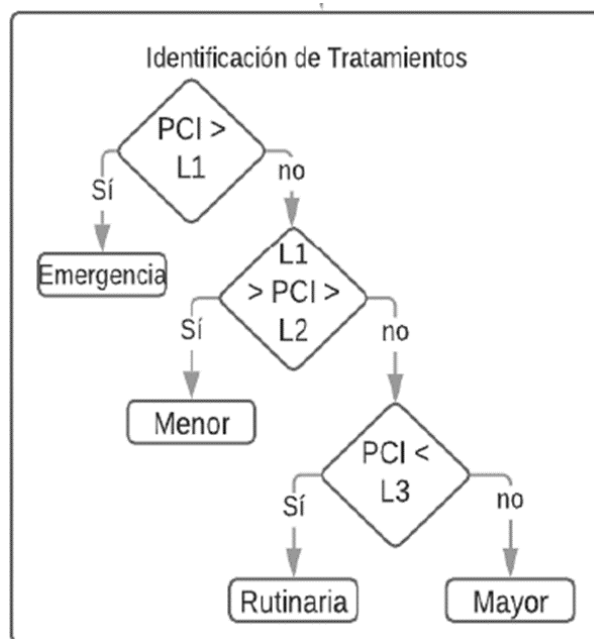 Identificación de Tratamientos
PCI >
L1
Sí
no
Emergencia
L1
> PCI >
L2
Sí
no
Menor
PCI <
L3
Sí
no
Rutinaria
Mayor